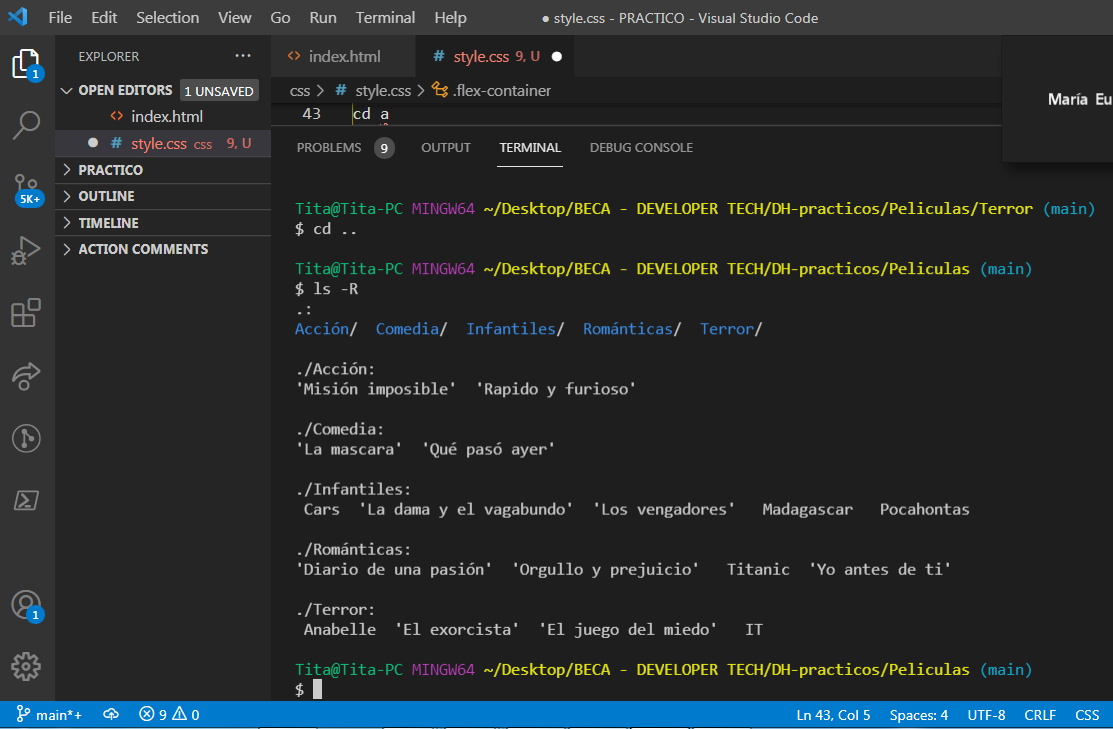 File Edit Selection View Go Run Terminal Help ● style.css - PRACTICO - Visual Studio Code
EXPLORER ···
OPEN EDITORS 1 UNSAVED
<> index.html
● # style.css css 9, U
PRACTICO
OUTLINE
TIMELINE
ACTION COMMENTS
1
5K+
1
<> index.html # style.css 9, U ●
css > # style.css > .flex-container
43 cd a
PROBLEMS 9 OUTPUT TERMINAL DEBUG CONSOLE
María Eu
Tita@Tita-PC MINGW64 ~/Desktop/BECA - DEVELOPER TECH/DH-practicos/Peliculas/Terror (main)
$ cd ..
Tita@Tita-PC MINGW64 ~/Desktop/BECA - DEVELOPER TECH/DH-practicos/Peliculas (main)
$ ls -R
.:
Acción/  Comedia/  Infantiles/  Románticas/  Terror/
./Acción:
'Misión imposible'  'Rapido y furioso'
./Comedia:
'La mascara'  'Qué pasó ayer'
./Infantiles:
 Cars  'La dama y el vagabundo'  'Los vengadores'   Madagascar   Pocahontas
./Románticas:
'Diario de una pasión'  'Orgullo y prejuicio'   Titanic  'Yo antes de ti'
./Terror:
 Anabelle  'El exorcista'  'El juego del miedo'   IT
Tita@Tita-PC MINGW64 ~/Desktop/BECA - DEVELOPER TECH/DH-practicos/Peliculas (main)
$
main*+ 9 0 Ln 43, Col 5 Spaces: 4 UTF-8 CRLF CSS